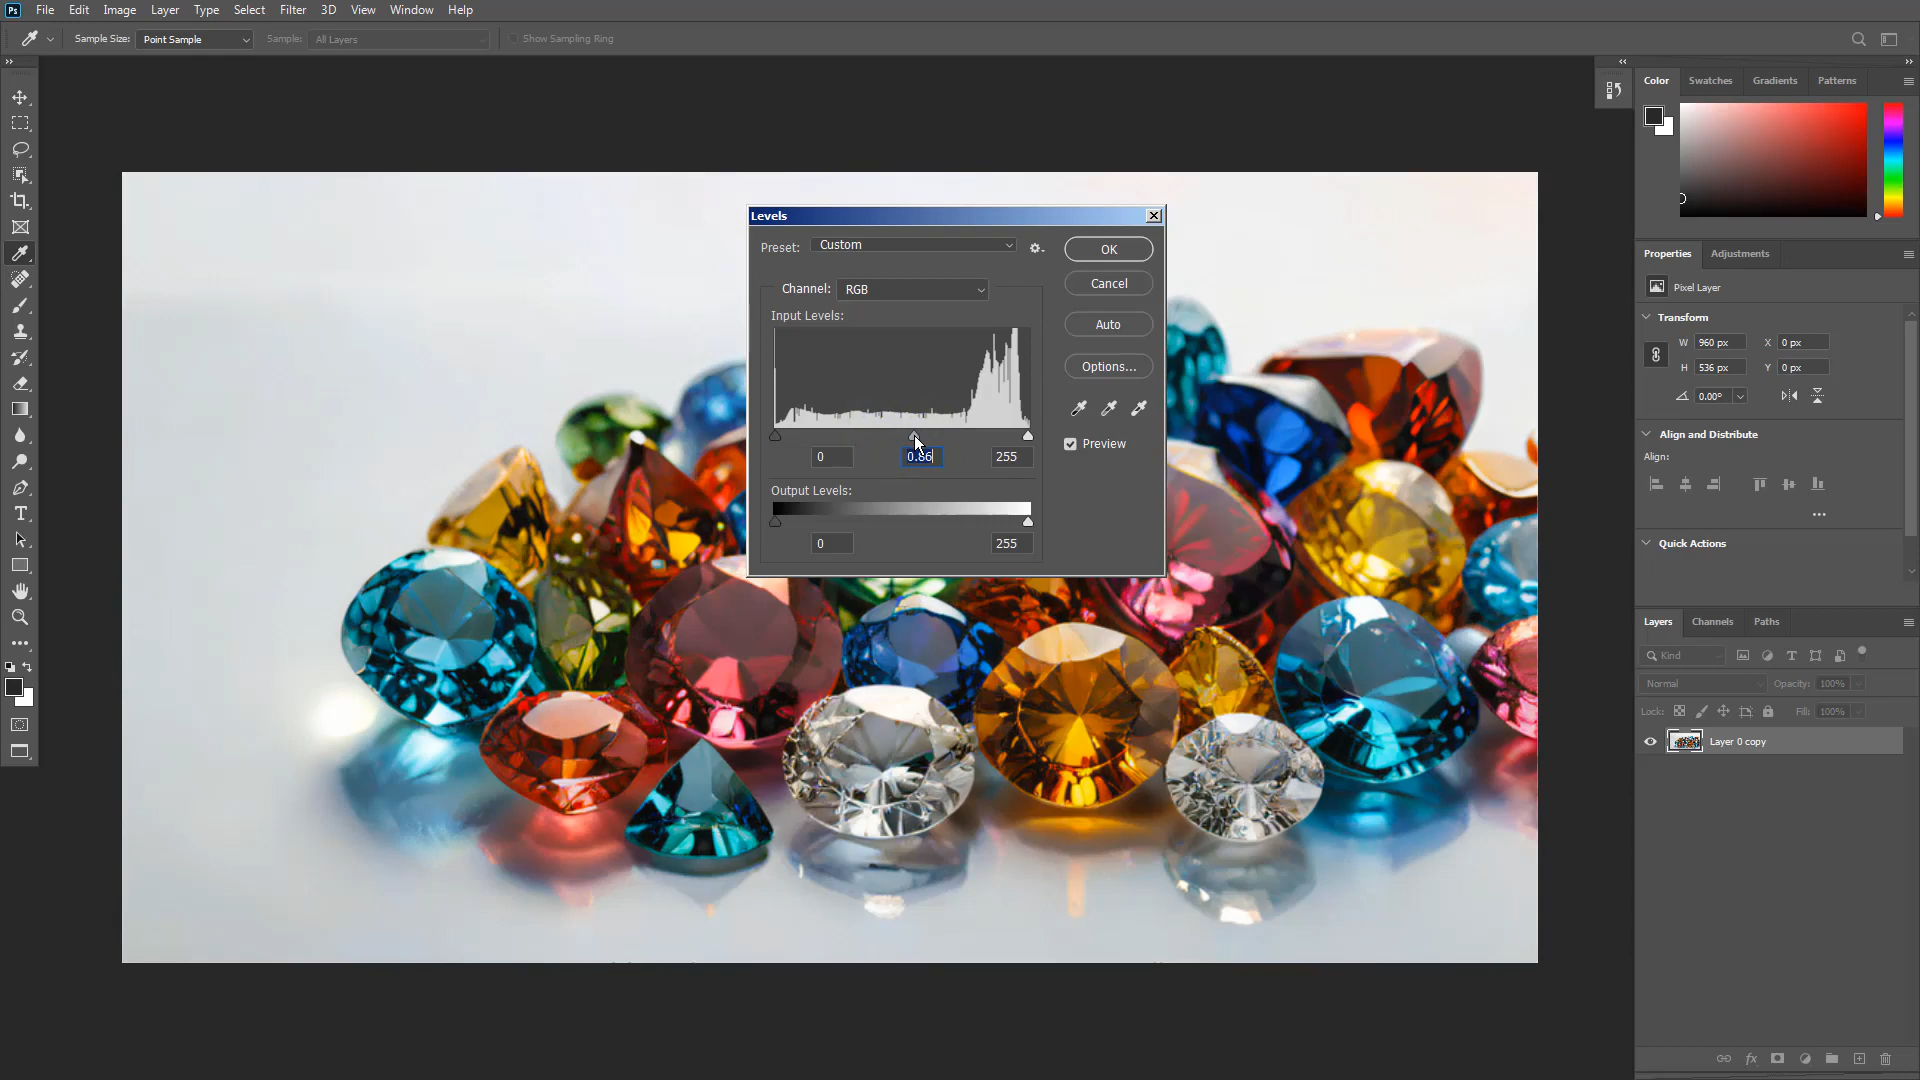 Ps File Edit Image Layer Type Select Filter 3D View Window Help
Sample Size: Point Sample Sample: All Layers Show Sampling Ring
Color Swatches Gradients Patterns
Levels
Preset: Custom
OK
Channel: RGB
Cancel
Input Levels:
Auto
Options...
Preview
0 0.86 255
Output Levels:
0 255
Properties Adjustments
Pixel Layer
Transform
W 960 px X 0 px
H 536 px Y 0 px
0.00°
Align and Distribute
Align:
Quick Actions
Layers Channels Paths
Kind
Normal Opacity: 100%
Lock: Fill: 100%
Layer 0 copy
fx